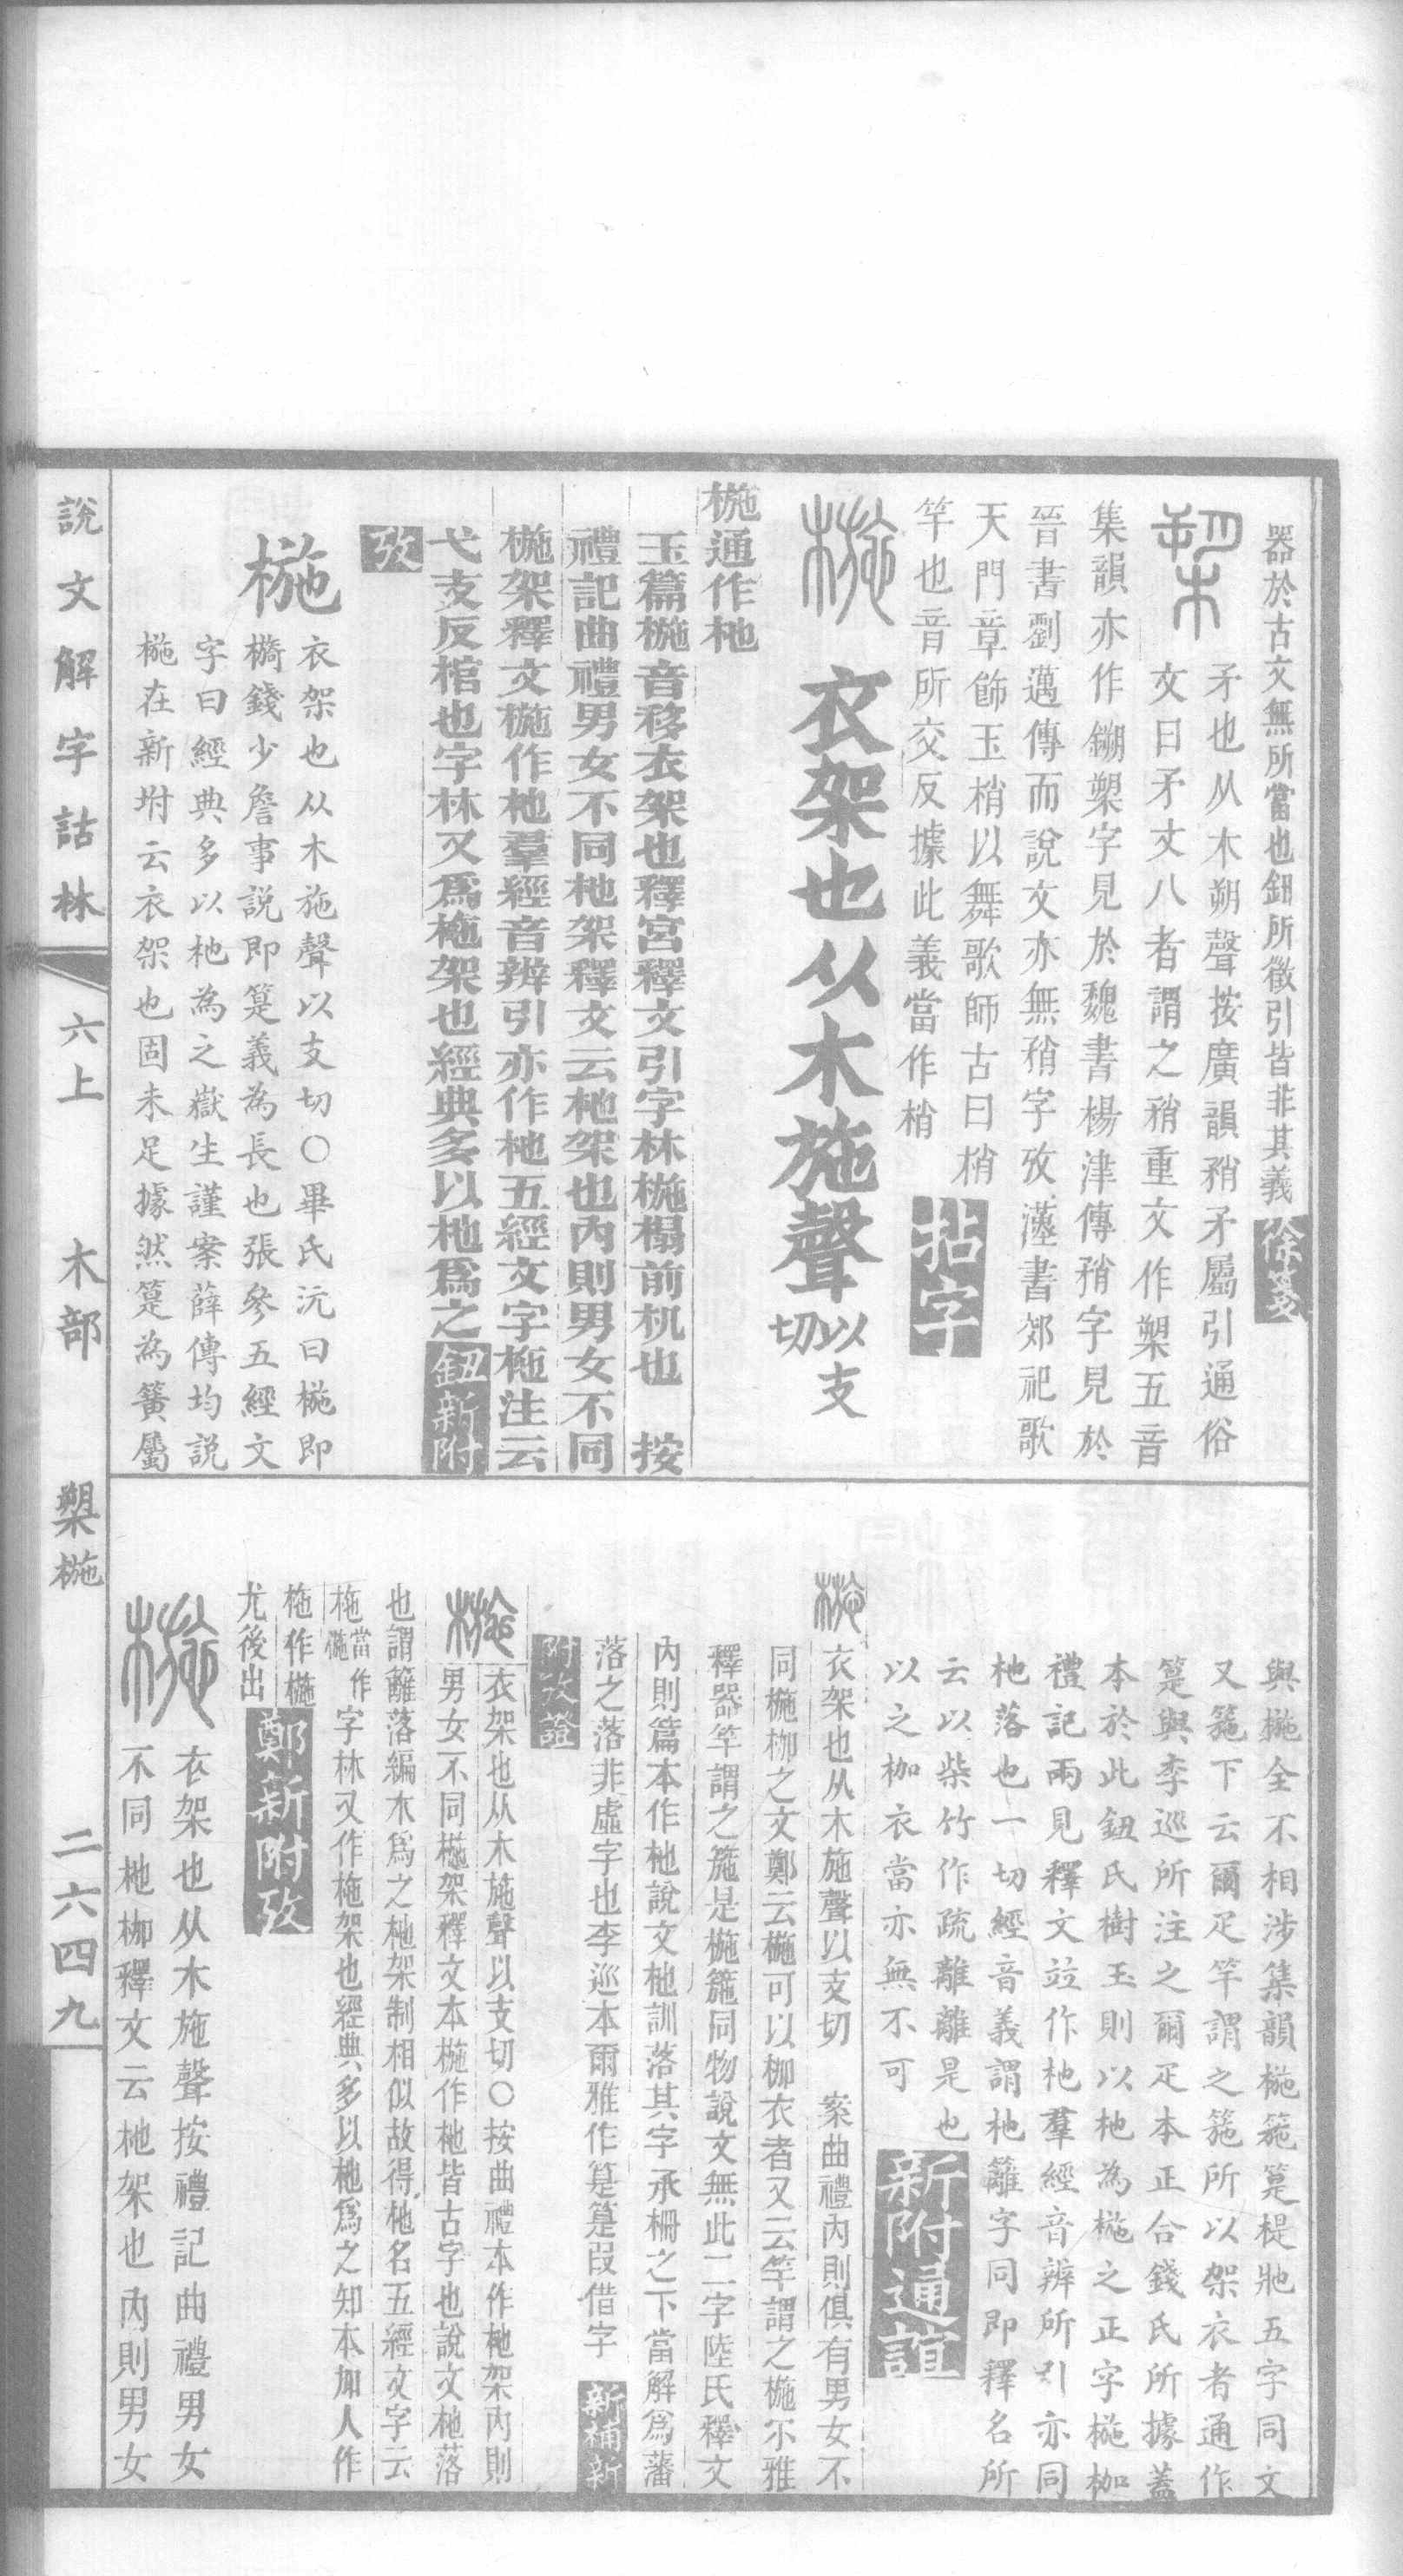 器於古文無所當也鈕所徵引皆非其義徐箋
槊
矛也从木朔聲按廣韻矟矛屬引通俗
文曰矛丈八者謂之矟重文作槊五音
集韻亦作鎙槊字見於魏書楊津傳矟字見於
晉書劉邁傳而說文亦無矟字攷漢書郊祀歌
天門章飾玉梢以舞歌師古曰梢
竿也音所交反據此義當作梢
拈字
椸
衣架也从木施聲以支切
椸通作杝
玉篇椸音移衣架也釋宮釋文引字林椸榻前机也 按
禮記曲禮男女不同杝架釋文云杝架也內則男女不同
椸架釋文椸作杝羣經音辨引亦作杝五經文字柂注云
弋支反棺也字林又爲柂架也經典多以杝爲之鈕新附
攷
椸
衣架也从木施聲以支切○畢氏沅曰椸即
橢錢少詹事説即箷義為長也張參五經文
字曰經典多以杝為之嶽生謹案薛傳均説
椸在新坿云衣架也固未足據然箷為簧屬
與椸全不相涉集韻椸箷筵榹𣐑五字同文
又箷下云爾疋竿謂之箷所以架衣者通作
箷與李巡所注之爾疋本正合錢氏所據蓋
本於此鈕氏樹玉則以杝為椸之正字椸枷
禮記兩見釋文竝作杝羣經音辨所引亦同
杝落也一切經音義謂杝籬字同即釋名所
云以柴竹作疏離離是也
以之枷衣當亦無不可
新附通誼
椸
衣架也从木施聲以支切 案曲禮內則俱有男女不
同椸枷之文鄭云椸可以枷衣者又云竿謂之椸尒雅
釋器竿謂之箷是椸箷同物說文無此二字陸氏釋文
內則篇本作杝說文杝訓落其字承柵之下當解爲藩
落之落非虛字也李巡本爾雅作箷箷叚借字新補新
附攷證
椸
衣架也从木施聲以支切○按曲禮本作杝架內則
男女不同椸架釋文本椸作杝皆古字也說文杝落
也謂籬落編木爲之杝架制相似故得杝名五經文字云
柂當作椸字林又作柂架也經典多以杝爲之知本加人作
柂作椸
尤後出
鄭新附攷
椸
衣架也从木施聲按禮記曲禮男女
不同杝枷釋文云杝架也內則男女
說文解字詁林 六上 木部 槊椸 二六四九